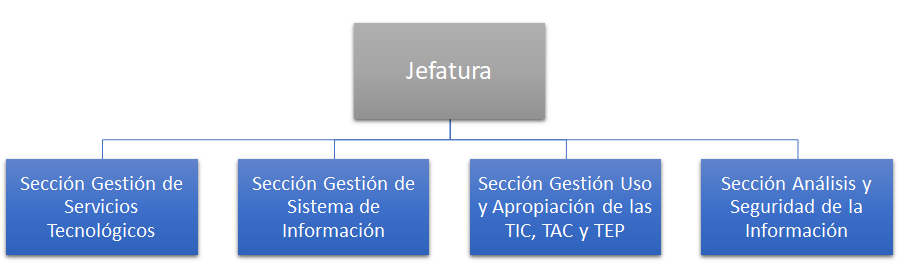 Jefatura
Sección Gestión de
Servicios
Tecnológicos
Sección Gestión de
Sistema de
Información
Sección Gestión Uso
y Apropiación de las
TIC, TAC y TEP
Sección Análisis y
Seguridad de la
Información